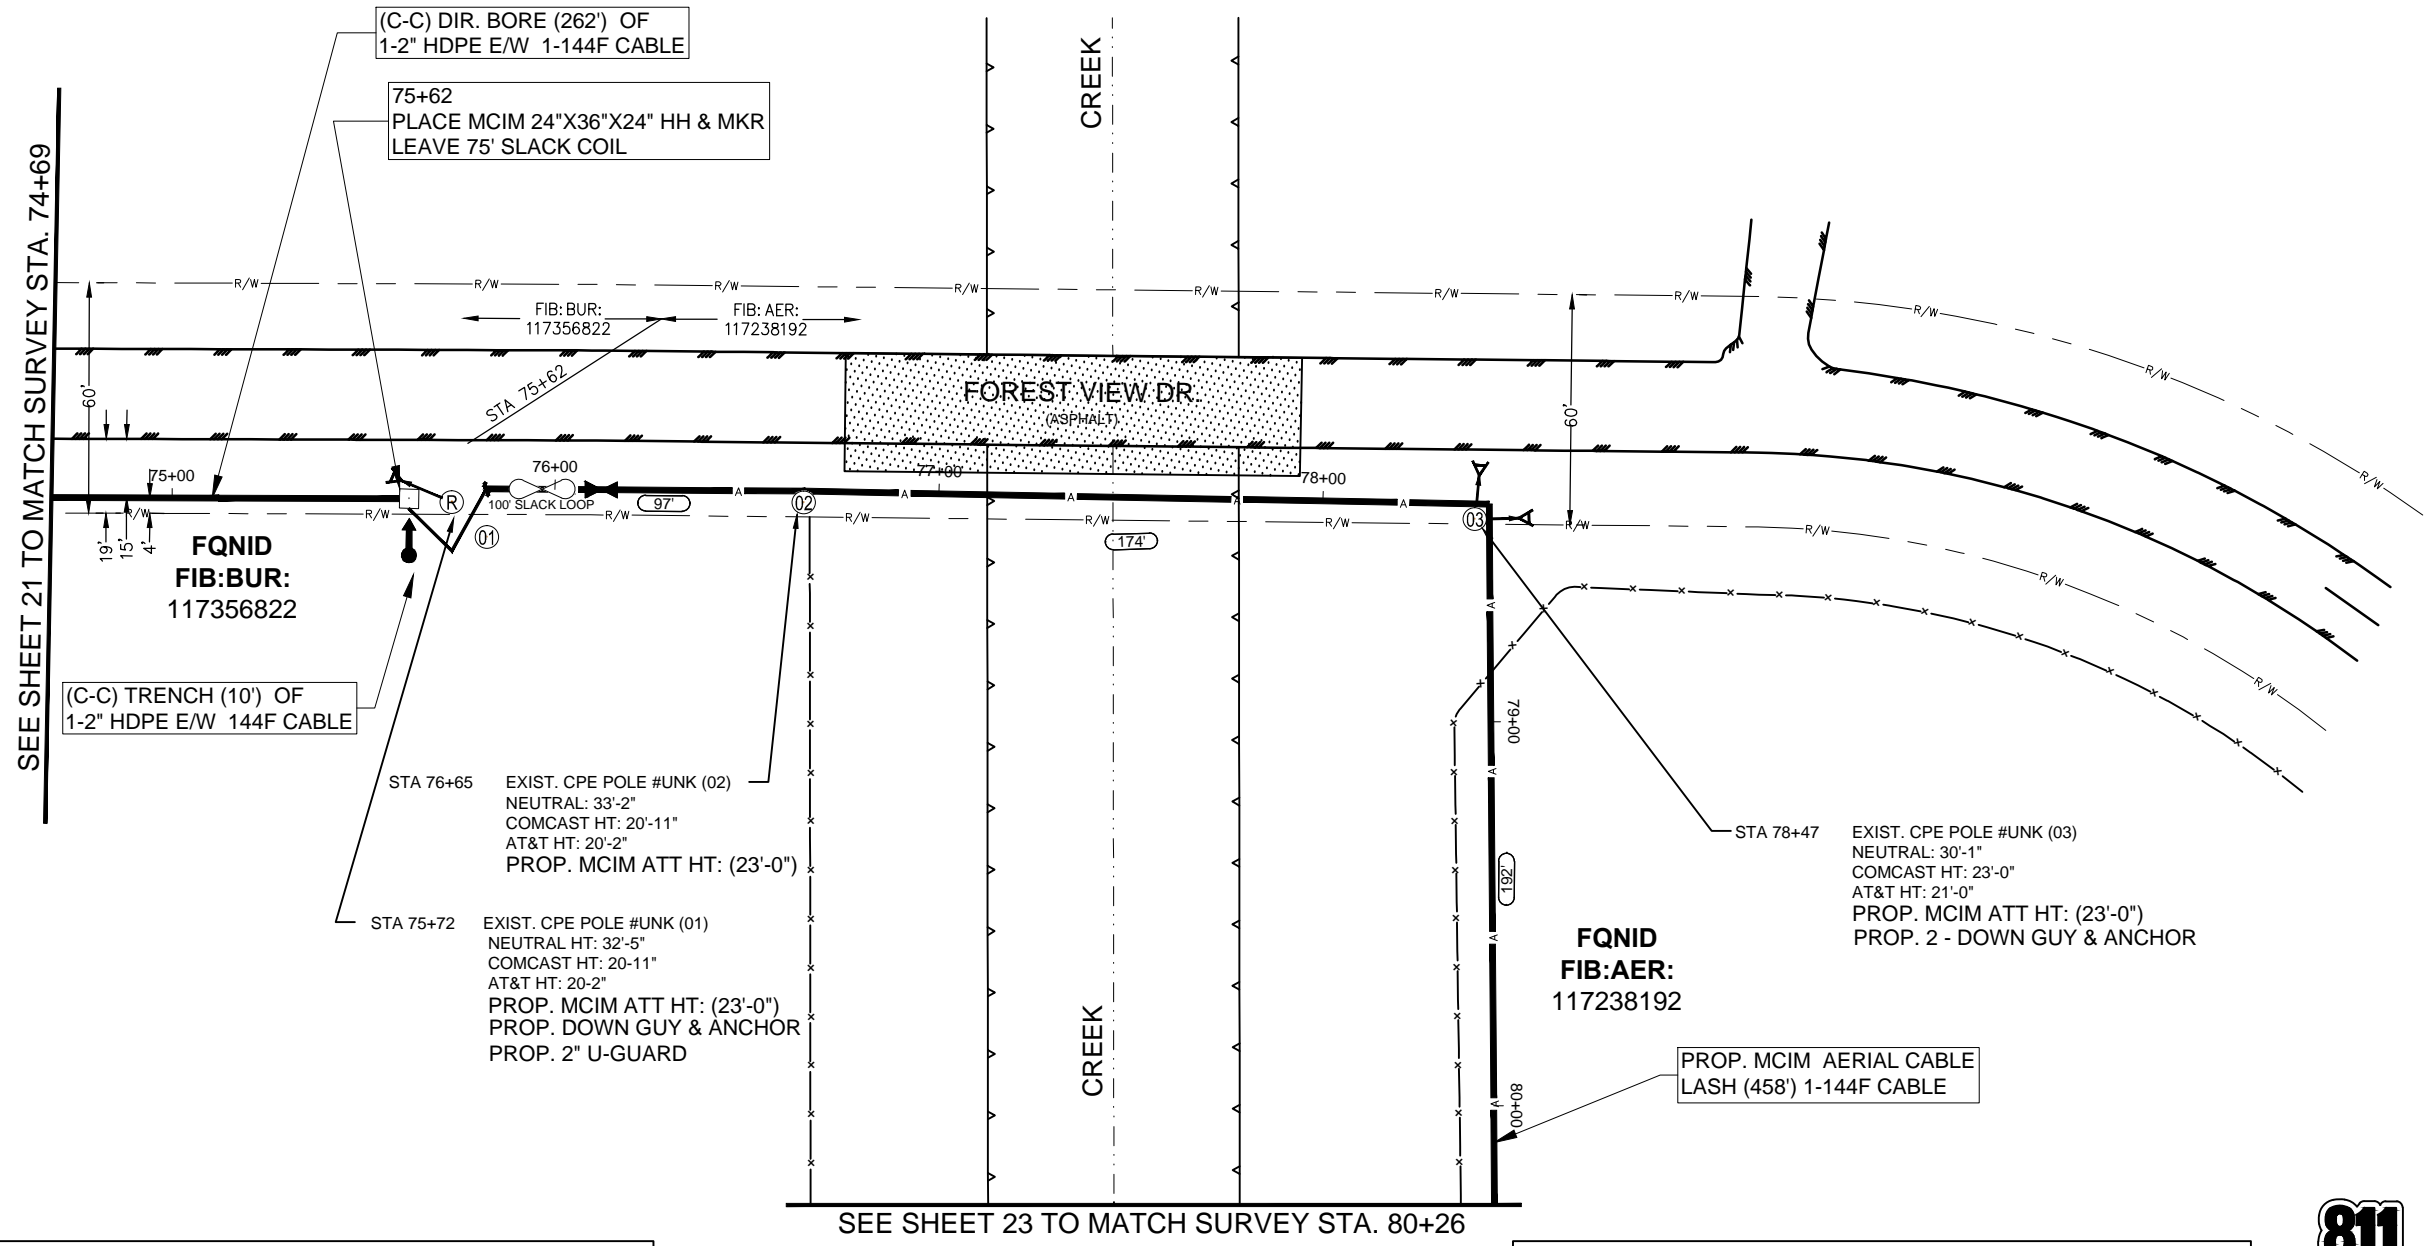 (C-C) DIR. BORE (262')  OF
1-2" HDPE E/W  1-144F CABLE
75+62
PLACE MCIM 24"X36"X24" HH & MKR
LEAVE 75' SLACK COIL
CREEK
SEE SHEET 21 TO MATCH SURVEY STA. 74+69
R/W
R/W
R/W
R/W
R/W
R/W
R/W
R/W
R/W
R/W
R/W
FIB: BUR:
117356822
FIB: AER:
117238192
60'
60'
STA 75+62
FOREST VIEW DR.
(ASPHALT)
75+00
76+00
77+00
78+00
R
01
02
03
100' SLACK LOOP
97'
174'
A
A
A
A
A
R/W
R/W
R/W
R/W
R/W
R/W
R/W
R/W
R/W
R/W
19'
15'
4'
FQNID
FIB:BUR:
117356822
(C-C) TRENCH (10')  OF
1-2" HDPE E/W  144F CABLE
A
79+00
A
192'
A
80+00
A
STA 76+65
EXIST. CPE POLE #UNK (02)
NEUTRAL: 33'-2"
COMCAST HT: 20'-11"
AT&T HT: 20'-2"
PROP. MCIM ATT HT: (23'-0")
STA 75+72
EXIST. CPE POLE #UNK (01)
NEUTRAL HT: 32'-5"
COMCAST HT: 20-11"
AT&T HT: 20-2"
PROP. MCIM ATT HT: (23'-0")
PROP. DOWN GUY & ANCHOR
PROP. 2" U-GUARD
STA 78+47
EXIST. CPE POLE #UNK (03)
NEUTRAL: 30'-1"
COMCAST HT: 23'-0"
AT&T HT: 21'-0"
PROP. MCIM ATT HT: (23'-0")
PROP. 2 - DOWN GUY & ANCHOR
FQNID
FIB:AER:
117238192
CREEK
PROP. MCIM  AERIAL CABLE
LASH (458') 1-144F CABLE
SEE SHEET 23 TO MATCH SURVEY STA. 80+26
811